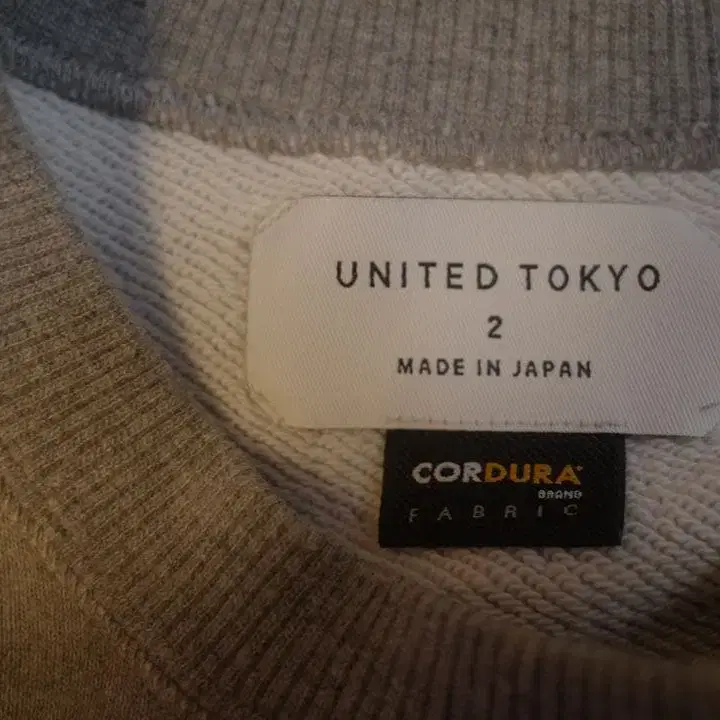 UNITED TOKYO
2
MADE IN JAPAN
CORDURA
BRAND
FABRIC